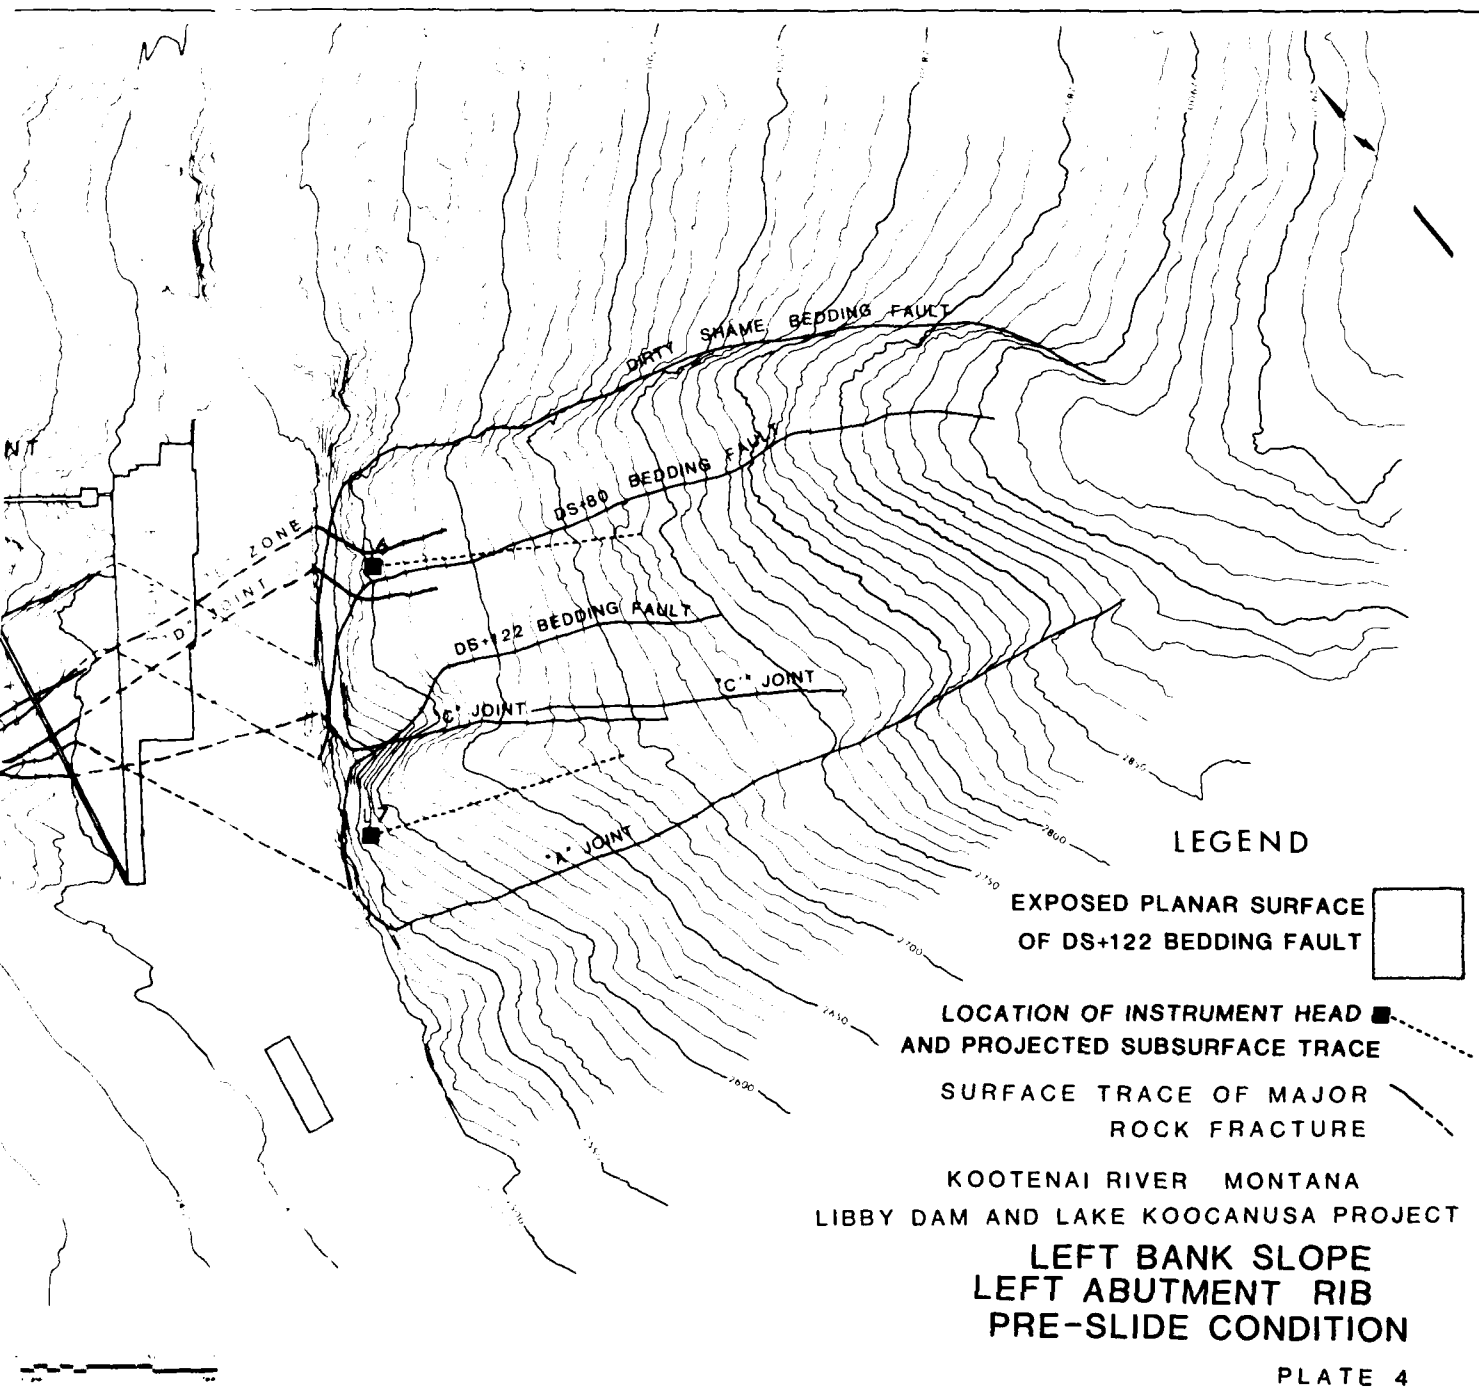 DIRTY SHAME BEDDING FAULT
DS+80 BEDDING FAULT
ZONE
"D" JOINT
DS+122 BEDDING FAULT
"C'" JOINT
"C" JOINT
"A" JOINT
2850
2800
2750
2700
2650
2600
LEGEND
EXPOSED PLANAR SURFACE
OF DS+122 BEDDING FAULT
LOCATION OF INSTRUMENT HEAD
AND PROJECTED SUBSURFACE TRACE
SURFACE TRACE OF MAJOR
ROCK FRACTURE
KOOTENAI RIVER MONTANA
LIBBY DAM AND LAKE KOOCANUSA PROJECT
LEFT BANK SLOPE
LEFT ABUTMENT RIB
PRE-SLIDE CONDITION
PLATE 4